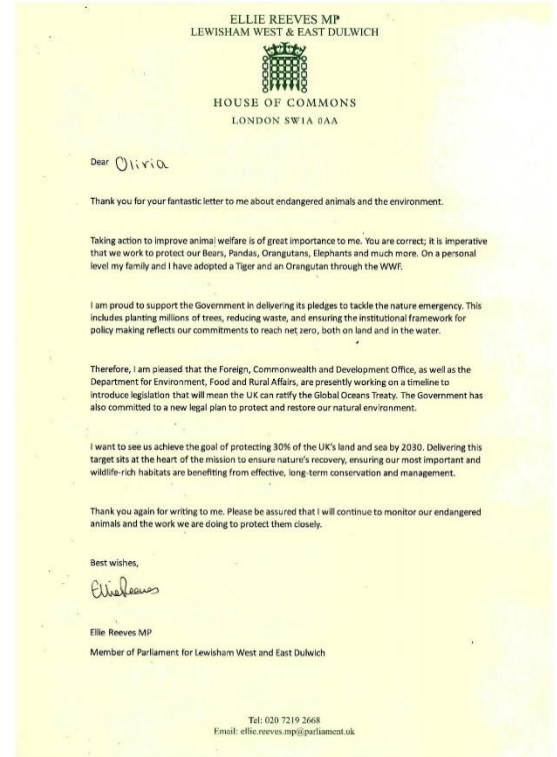 ELLIE REEVES MP
LEWISHAM WEST & EAST DULWICH
HOUSE OF COMMONS
LONDON SW1A 0AA
Dear Olivia
Thank you for your fantastic letter to me about endangered animals and the environment.
Taking action to improve animal welfare is of great importance to me. You are correct; it is imperative
that we work to protect our Bears, Pandas, Orangutans, Elephants and much more. On a personal
level my family and I have adopted a Tiger and an Orangutan through the WWF.
I am proud to support the Government in delivering its pledges to tackle the nature emergency. This
includes planting millions of trees, reducing waste, and ensuring the institutional framework for
policy making reflects our commitments to reach net zero, both on land and in the water.
Therefore, I am pleased that the Foreign, Commonwealth and Development Office, as well as the
Department for Environment, Food and Rural Affairs, are presently working on a timeline to
introduce legislation that will mean the UK can ratify the Global Oceans Treaty. The Government has
also committed to a new legal plan to protect and restore our natural environment.
I want to see us achieve the goal of protecting 30% of the UK's land and sea by 2030. Delivering this
target sits at the heart of the mission to ensure nature's recovery, ensuring our most important and
wildlife-rich habitats are benefiting from effective, long-term conservation and management.
Thank you again for writing to me. Please be assured that I will continue to monitor our endangered
animals and the work we are doing to protect them closely.
Best wishes,
Ellie Reeves
Ellie Reeves MP
Member of Parliament for Lewisham West and East Dulwich
Tel: 020 7219 2668
Email: ellie.reeves.mp@parliament.uk